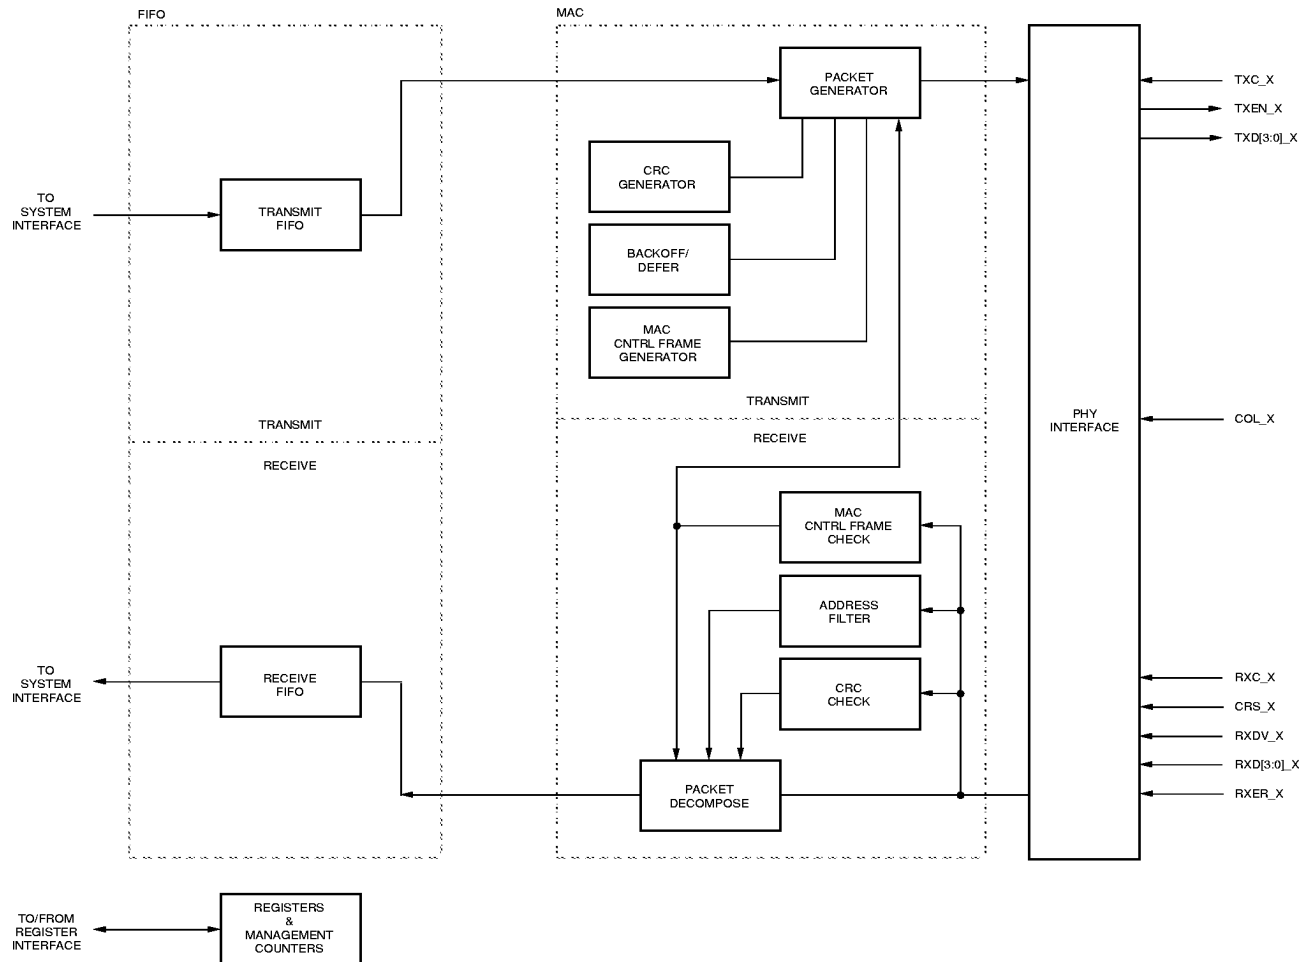 FIFO
MAC
PACKET
GENERATOR
TXC_X
TXEN_X
TXD[3:0]_X
CRC
GENERATOR
TO
SYSTEM
INTERFACE
TRANSMIT
FIFO
BACKOFF/
DEFER
MAC
CNTRL FRAME
GENERATOR
TRANSMIT
TRANSMIT
RECEIVE
RECEIVE
PHY
INTERFACE
COL_X
MAC
CNTRL FRAME
CHECK
ADDRESS
FILTER
CRC
CHECK
TO
SYSTEM
INTERFACE
RECEIVE
FIFO
PACKET
DECOMPOSE
RXC_X
CRS_X
RXDV_X
RXD[3:0]_X
RXER_X
TO/FROM
REGISTER
INTERFACE
REGISTERS
&
MANAGEMENT
COUNTERS